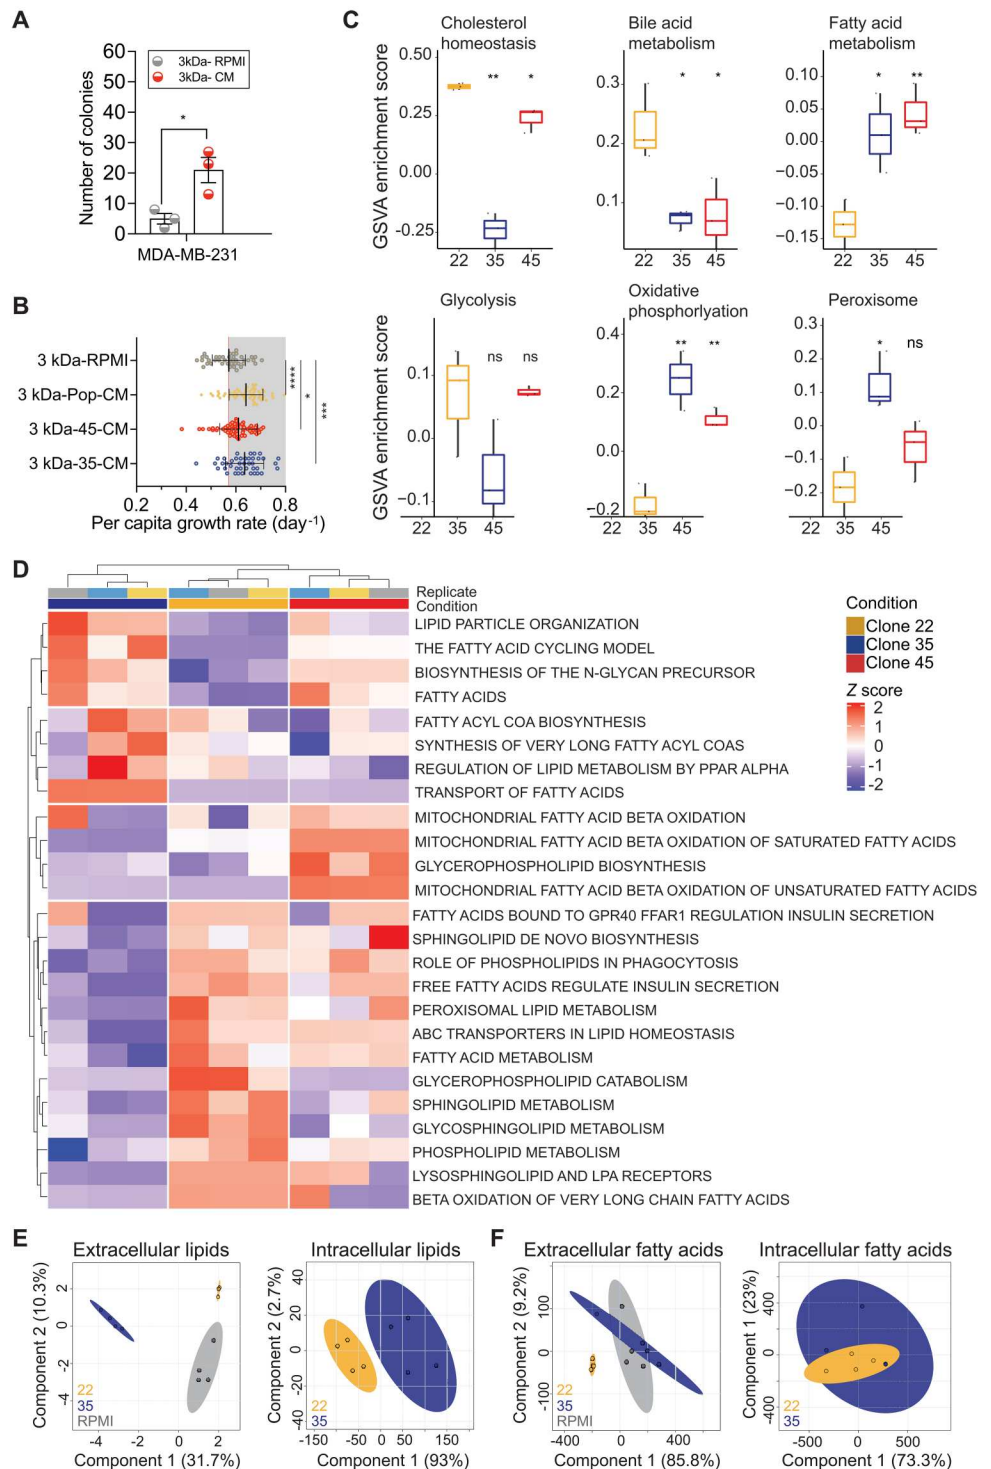 A
60
50
40
30
20
10
0
Number of colonies
3kDa- RPMI
3kDa- CM
*
MDA-MB-231
B
3 kDa-RPMI
3 kDa-Pop-CM
3 kDa-45-CM
3 kDa-35-CM
****
*
***
0.2 0.4 0.6 0.8
Per capita growth rate (day-1)
C
GSVA enrichment score
Cholesterol
homeostasis
0.50
0.25
0.00
-0.25
** *
22 35 45
Bile acid
metabolism
0.3
0.2
0.1
* *
22 35 45
Fatty acid
metabolism
0.10
0.05
0.00
−0.05
−0.10
−0.15
* **
22 35 45
GSVA enrichment score
Glycolysis
0.1
0.0
−0.1
ns ns
22 35 45
Oxidative
phosphorlyation
0.4
0.2
0.0
−0.2
** **
22 35 45
Peroxisome
0.3
0.2
0.1
0.0
−0.1
−0.2
* ns
22 35 45
D
Replicate
Condition
LIPID PARTICLE ORGANIZATION
THE FATTY ACID CYCLING MODEL
BIOSYNTHESIS OF THE N-GLYCAN PRECURSOR
FATTY ACIDS
FATTY ACYL COA BIOSYNTHESIS
SYNTHESIS OF VERY LONG FATTY ACYL COAS
REGULATION OF LIPID METABOLISM BY PPAR ALPHA
TRANSPORT OF FATTY ACIDS
MITOCHONDRIAL FATTY ACID BETA OXIDATION
MITOCHONDRIAL FATTY ACID BETA OXIDATION OF SATURATED FATTY ACIDS
GLYCEROPHOSPHOLIPID BIOSYNTHESIS
MITOCHONDRIAL FATTY ACID BETA OXIDATION OF UNSATURATED FATTY ACIDS
FATTY ACIDS BOUND TO GPR40 FFAR1 REGULATION INSULIN SECRETION
SPHINGOLIPID DE NOVO BIOSYNTHESIS
ROLE OF PHOSPHOLIPIDS IN PHAGOCYTOSIS
FREE FATTY ACIDS REGULATE INSULIN SECRETION
PEROXISOMAL LIPID METABOLISM
ABC TRANSPORTERS IN LIPID HOMEOSTASIS
FATTY ACID METABOLISM
GLYCEROPHOSPHOLIPID CATABOLISM
SPHINGOLIPID METABOLISM
GLYCOSPHINGOLIPID METABOLISM
PHOSPHOLIPID METABOLISM
LYSOSPHINGOLIPID AND LPA RECEPTORS
BETA OXIDATION OF VERY LONG CHAIN FATTY ACIDS
Condition
Clone 22
Clone 35
Clone 45
Z score
2
1
0
-1
-2
E
Extracellular lipids
Component 2 (10.3%)
2
0
-2
-4
22
35
RPMI
-4 -2 0 2
Component 1 (31.7%)
Intracellular lipids
Component 2 (2.7%)
40
20
0
-20
-40
22
35
-150 -50 0 50 150
Component 1 (93%)
F
Extracellular fatty acids
Component 2 (9.2%)
100
0
-100
22
35
RPMI
-400 0 400
Component 1 (85.8%)
Intracellular fatty acids
Component 1 (23%)
400
0
-400
22
35
-500 0 500
Component 1 (73.3%)